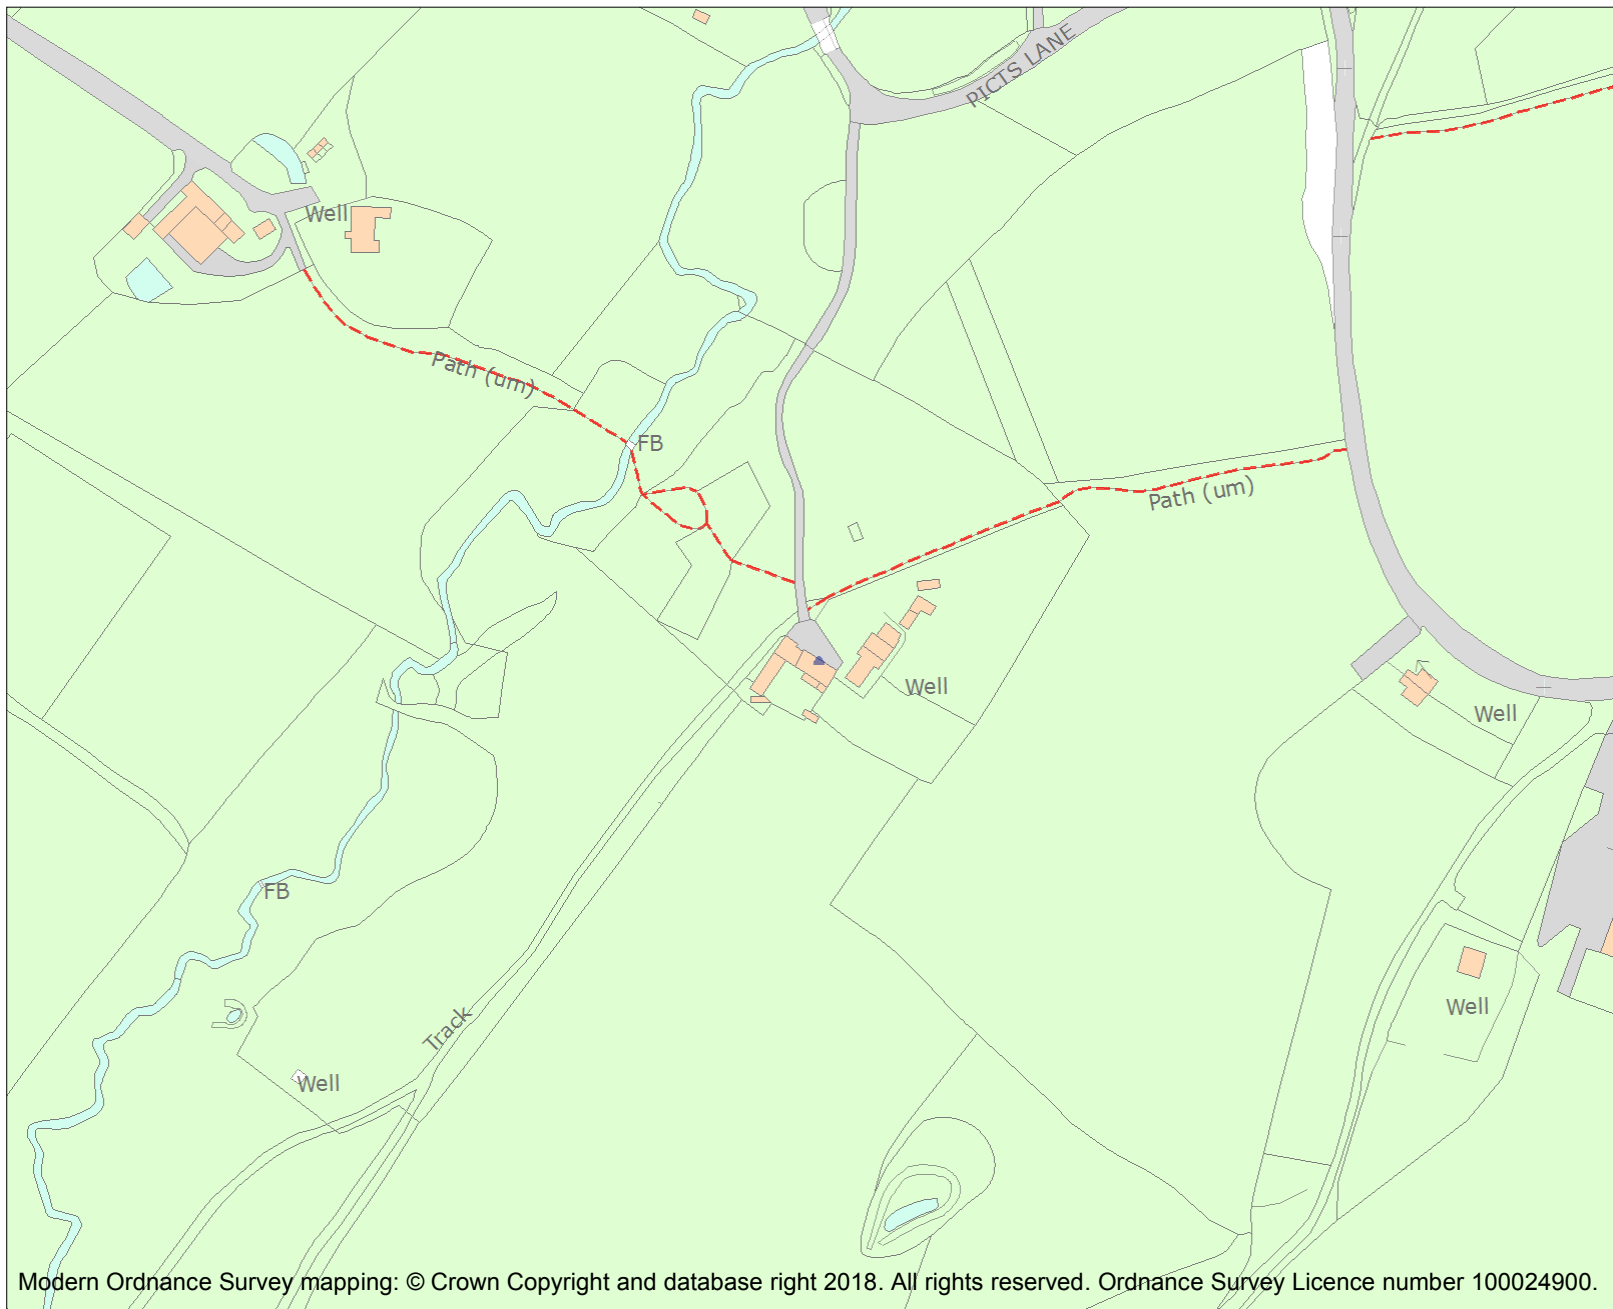 PICTS LANE
Well
Path (um)
FB
Path (um)
Well
Well
FB
Well
Track
Well
Modern Ordnance Survey mapping: © Crown Copyright and database right 2018. All rights reserved. Ordnance Survey Licence number 100024900.